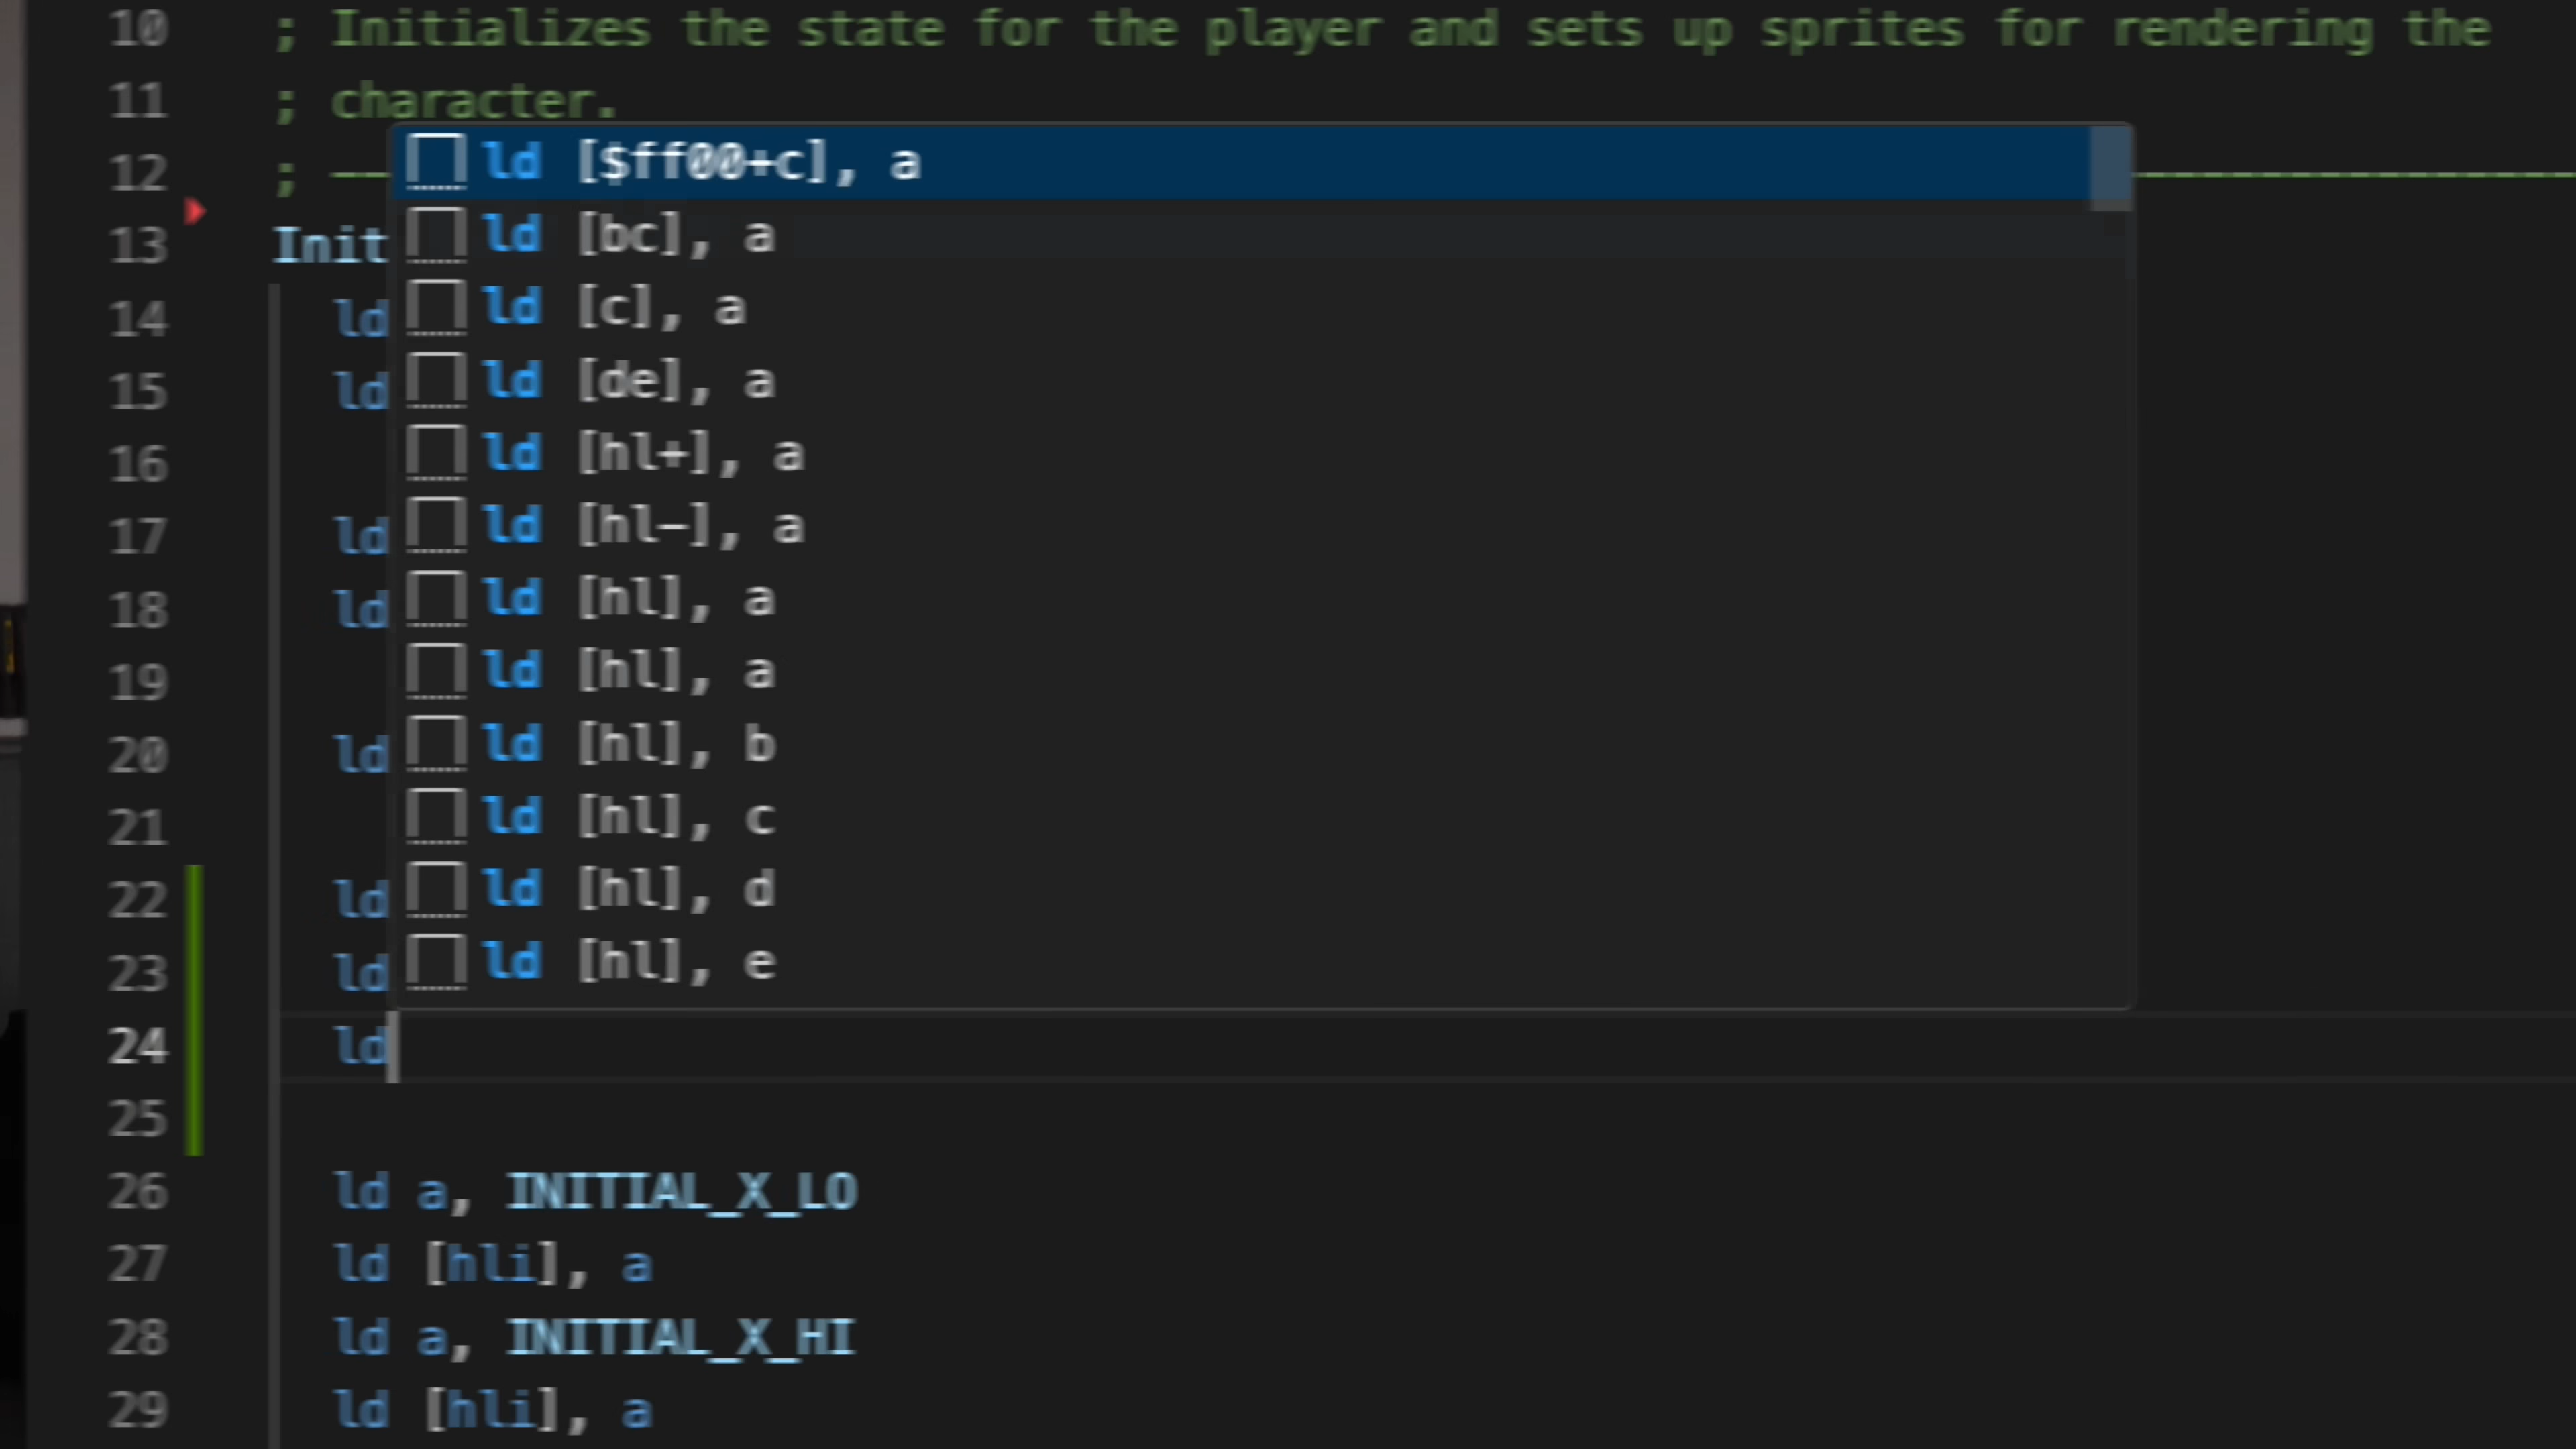 10 ; Initializes the state for the player and sets up sprites for rendering the
11 ; character.
12 ; —
ld [$ff00+c], a
13 Init
ld [bc], a
14 ld
ld [c], a
15 ld
ld [de], a
16
ld [hl+], a
17 ld
ld [hl-], a
18 ld
ld [hl], a
19
ld [hl], a
20 ld
ld [hl], b
21
ld [hl], c
22 ld
ld [hl], d
23 ld
ld [hl], e
24 ld
25
26 ld a, INITIAL_X_LO
27 ld [hli], a
28 ld a, INITIAL_X_HI
29 ld [hli], a